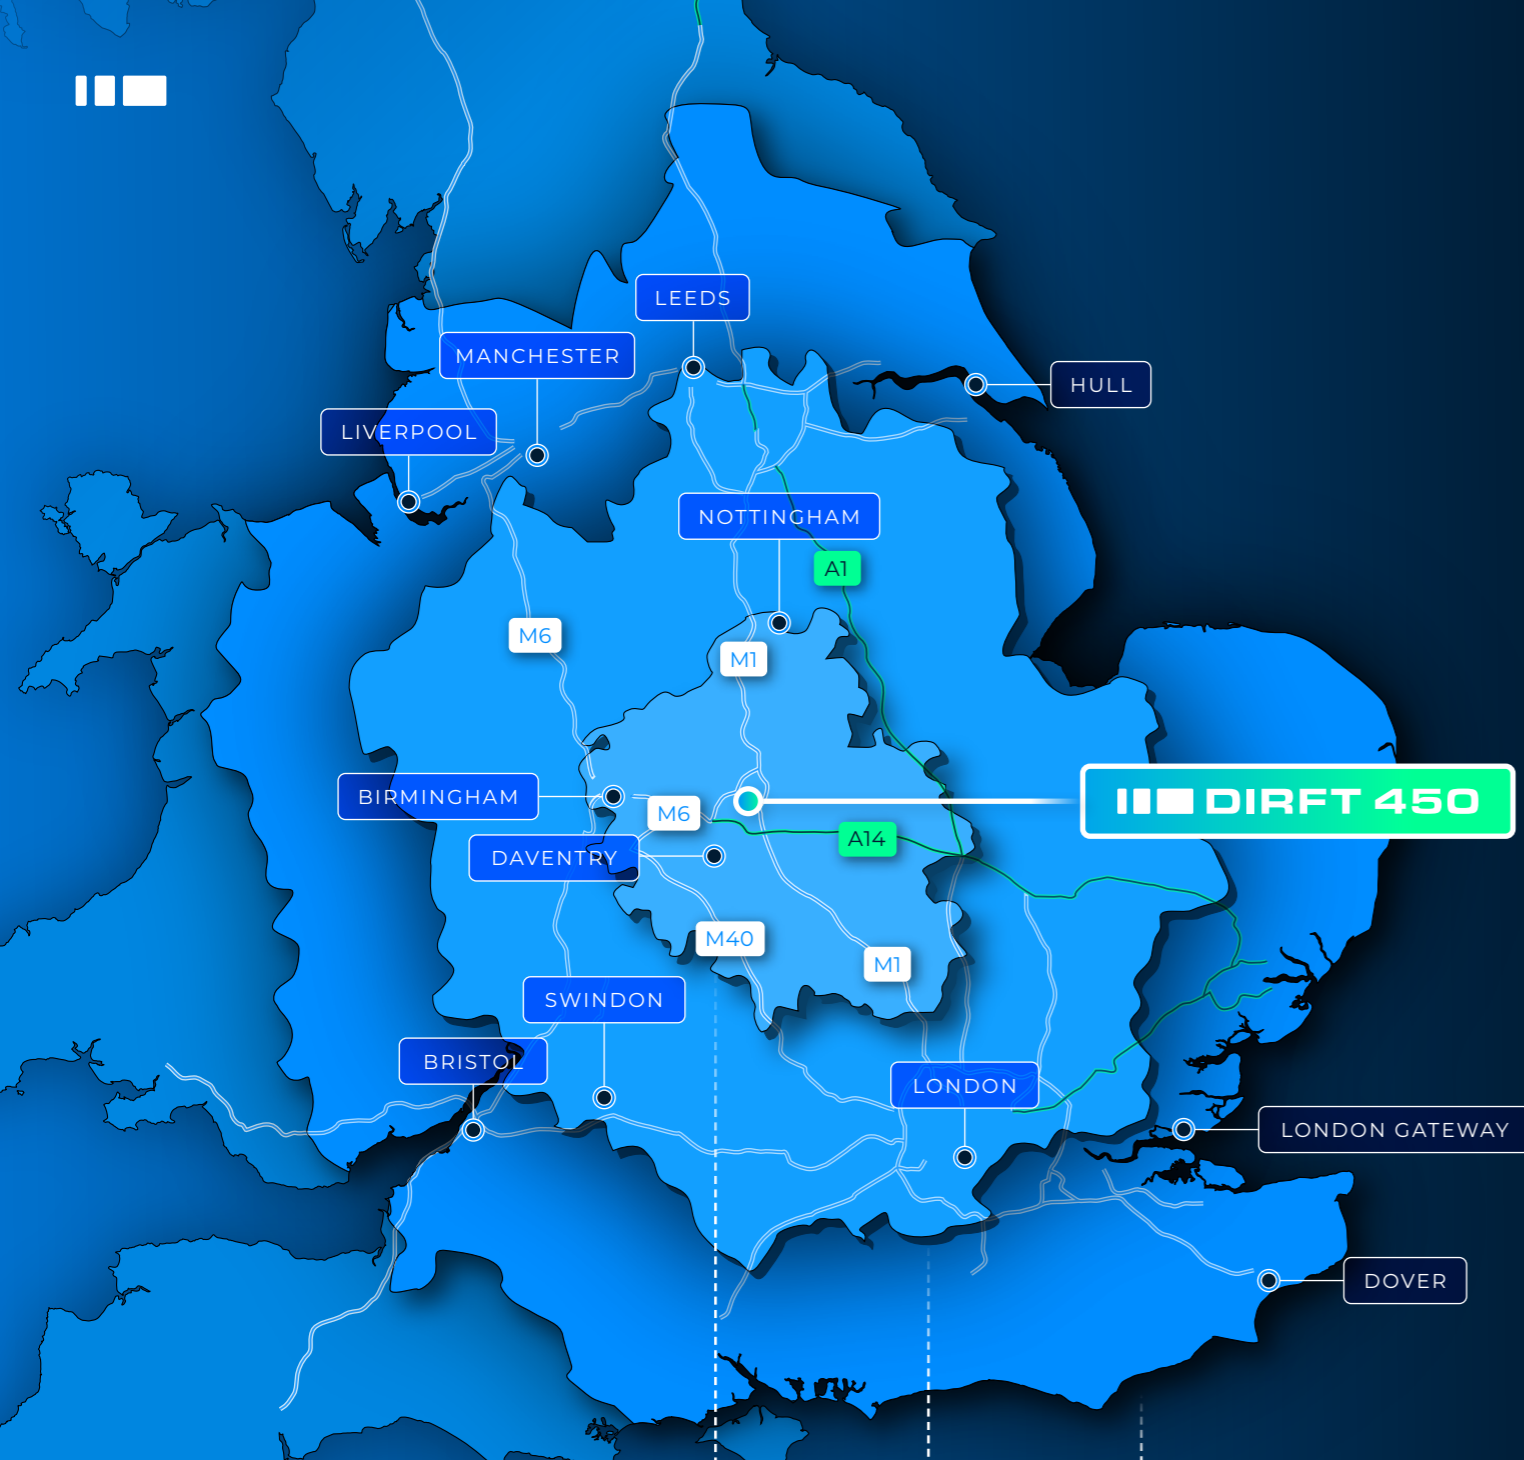 LEEDS
MANCHESTER
HULL
LIVERPOOL
NOTTINGHAM
A1
M6
M1
BIRMINGHAM
M6
DIRFT 450
A14
DAVENTRY
M40
M1
SWINDON
BRISTOL
LONDON
LONDON GATEWAY
DOVER